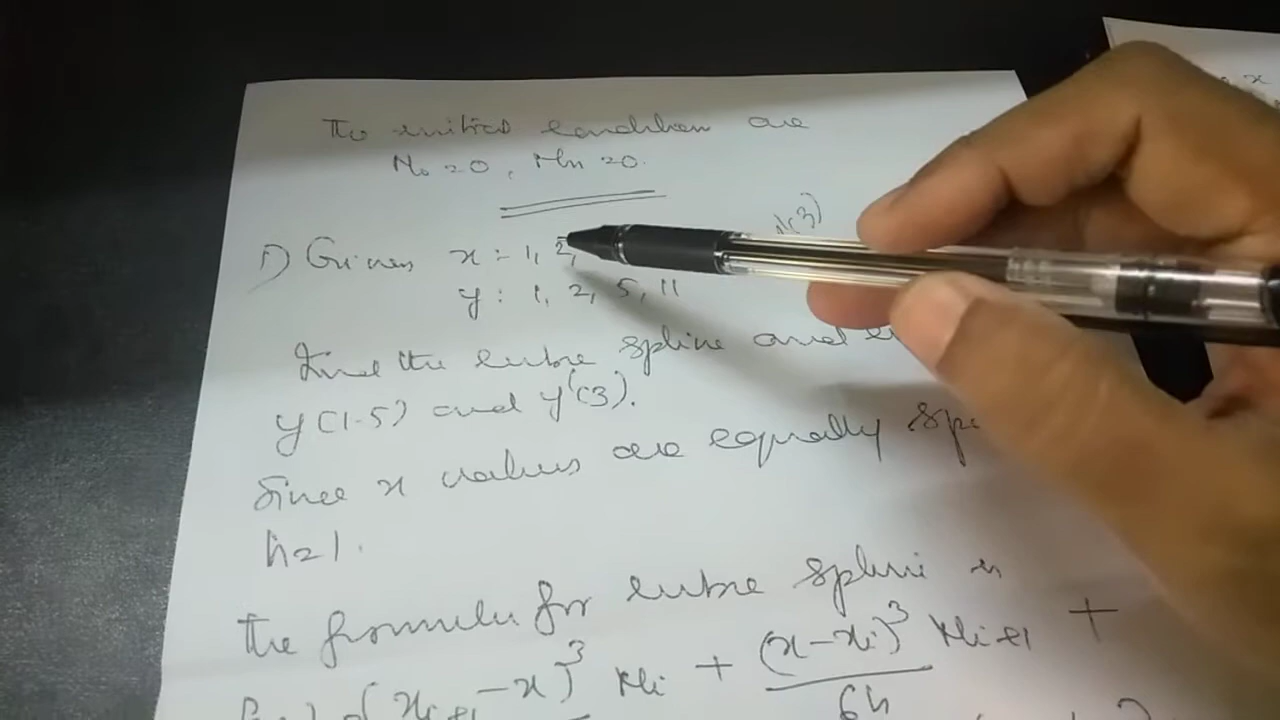 The initial condition are
M₀ = 0, Mn = 0.
1) Given x : 1, 2,
y'(3)
y : 1, 2, 5, 11
Find the cubic spline and
y(1.5) and y'(3).
Since x values are equally
h = 1.
the formula for cubic spline is
(xi+1 - x)³ Mi + (x - xi)³ Mi+1 +
6h